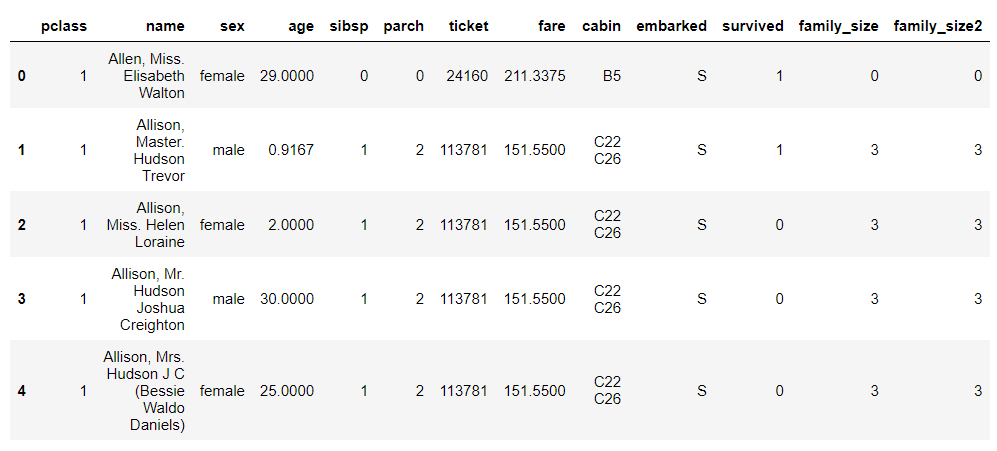 pclass name sex age sibsp parch ticket fare cabin embarked survived family_size family_size2
0 1 Allen, Miss. Elisabeth Walton female 29.0000 0 0 24160 211.3375 B5 S 1 0 0
1 1 Allison, Master. Hudson Trevor male 0.9167 1 2 113781 151.5500 C22 C26 S 1 3 3
2 1 Allison, Miss. Helen Loraine female 2.0000 1 2 113781 151.5500 C22 C26 S 0 3 3
3 1 Allison, Mr. Hudson Joshua Creighton male 30.0000 1 2 113781 151.5500 C22 C26 S 0 3 3
4 1 Allison, Mrs. Hudson J C (Bessie Waldo Daniels) female 25.0000 1 2 113781 151.5500 C22 C26 S 0 3 3